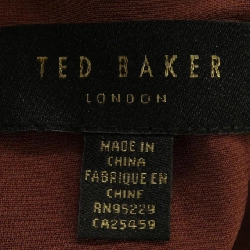 TED BAKER
LONDON
MADE IN
CHINA
FABRIQUE EN
CHINE
RN95229
CA25459